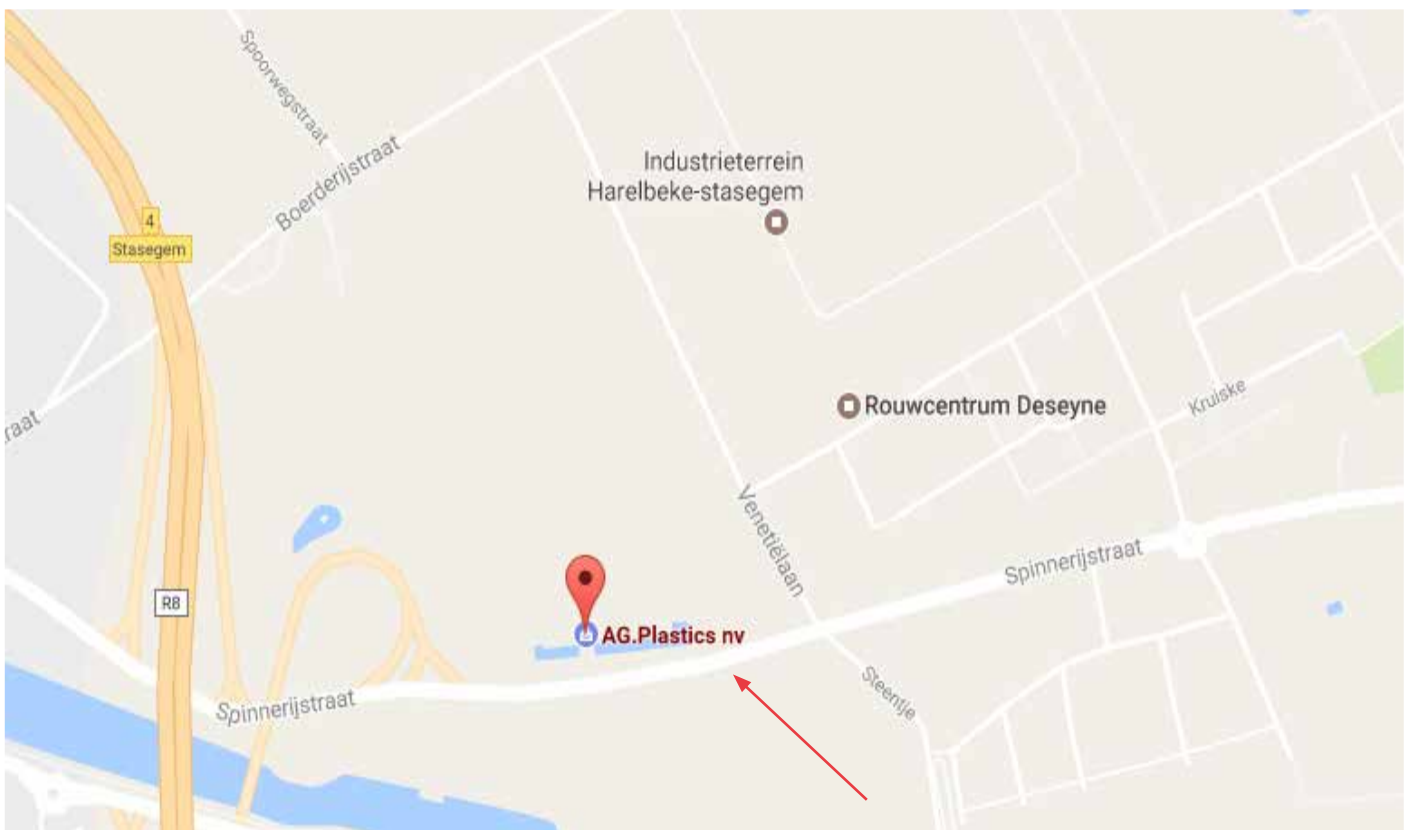 Spoorwegstraat
Boerderijstraat
Industrieterrein
Harelbeke-stasegem
4
Stasegem
Rouwcentrum Deseyne
Kruiske
raat
Venetiëlaan
Spinnerijstraat
R8
AG.Plastics nv
Steentje
Spinnerijstraat